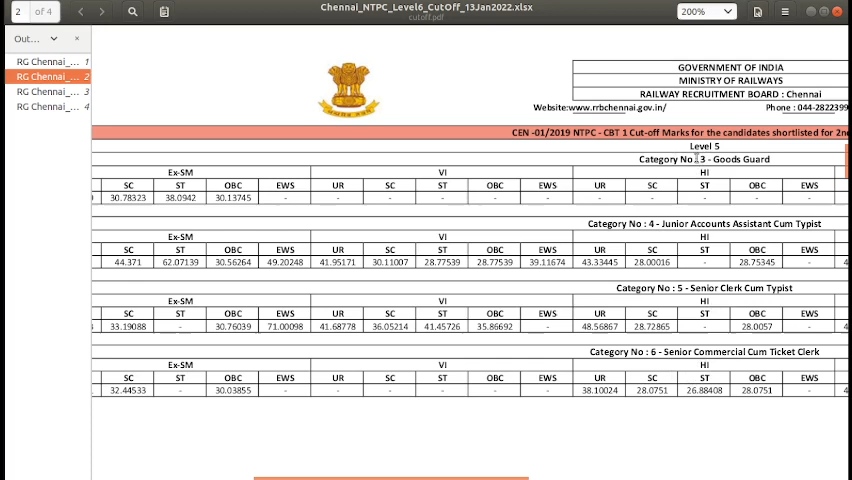 Chennai_NTPC_Level6_CutOff_13Jan2022.xlsx
cutoff.pdf
2 of 4
200%
Out...
RG Chennai_... 1
RG Chennai_... 2
RG Chennai_... 3
RG Chennai_... 4
GOVERNMENT OF INDIA
MINISTRY OF RAILWAYS
RAILWAY RECRUITMENT BOARD : Chennai
Website:www.rrbchennai.gov.in/ Phone : 044-2822399
CEN -01/2019 NTPC - CBT 1 Cut-off Marks for the candidates shortlisted for 2n
Level 5
Category No : 3 - Goods Guard
Ex-SM VI HI
SC ST OBC EWS UR SC ST OBC EWS UR SC ST OBC EWS
30.78323 38.0942 30.13745 - - - - - - - - - - -
Category No : 4 - Junior Accounts Assistant Cum Typist
Ex-SM VI HI
SC ST OBC EWS UR SC ST OBC EWS UR SC ST OBC EWS
44.371 62.07139 30.56264 49.20248 41.95171 30.11007 28.77539 28.77539 39.11674 43.33445 28.00016 - 28.75345 - 4
Category No : 5 - Senior Clerk Cum Typist
Ex-SM VI HI
SC ST OBC EWS UR SC ST OBC EWS UR SC ST OBC EWS
33.19088 - 30.76039 71.00098 41.68778 36.05214 41.45726 35.86692 - 48.56867 28.72865 - 28.0057 - 4
Category No : 6 - Senior Commercial Cum Ticket Clerk
Ex-SM VI HI
SC ST OBC EWS UR SC ST OBC EWS UR SC ST OBC EWS
32.44533 - 30.03855 - - - - - - 38.10024 28.0751 26.88408 28.0751 - 4